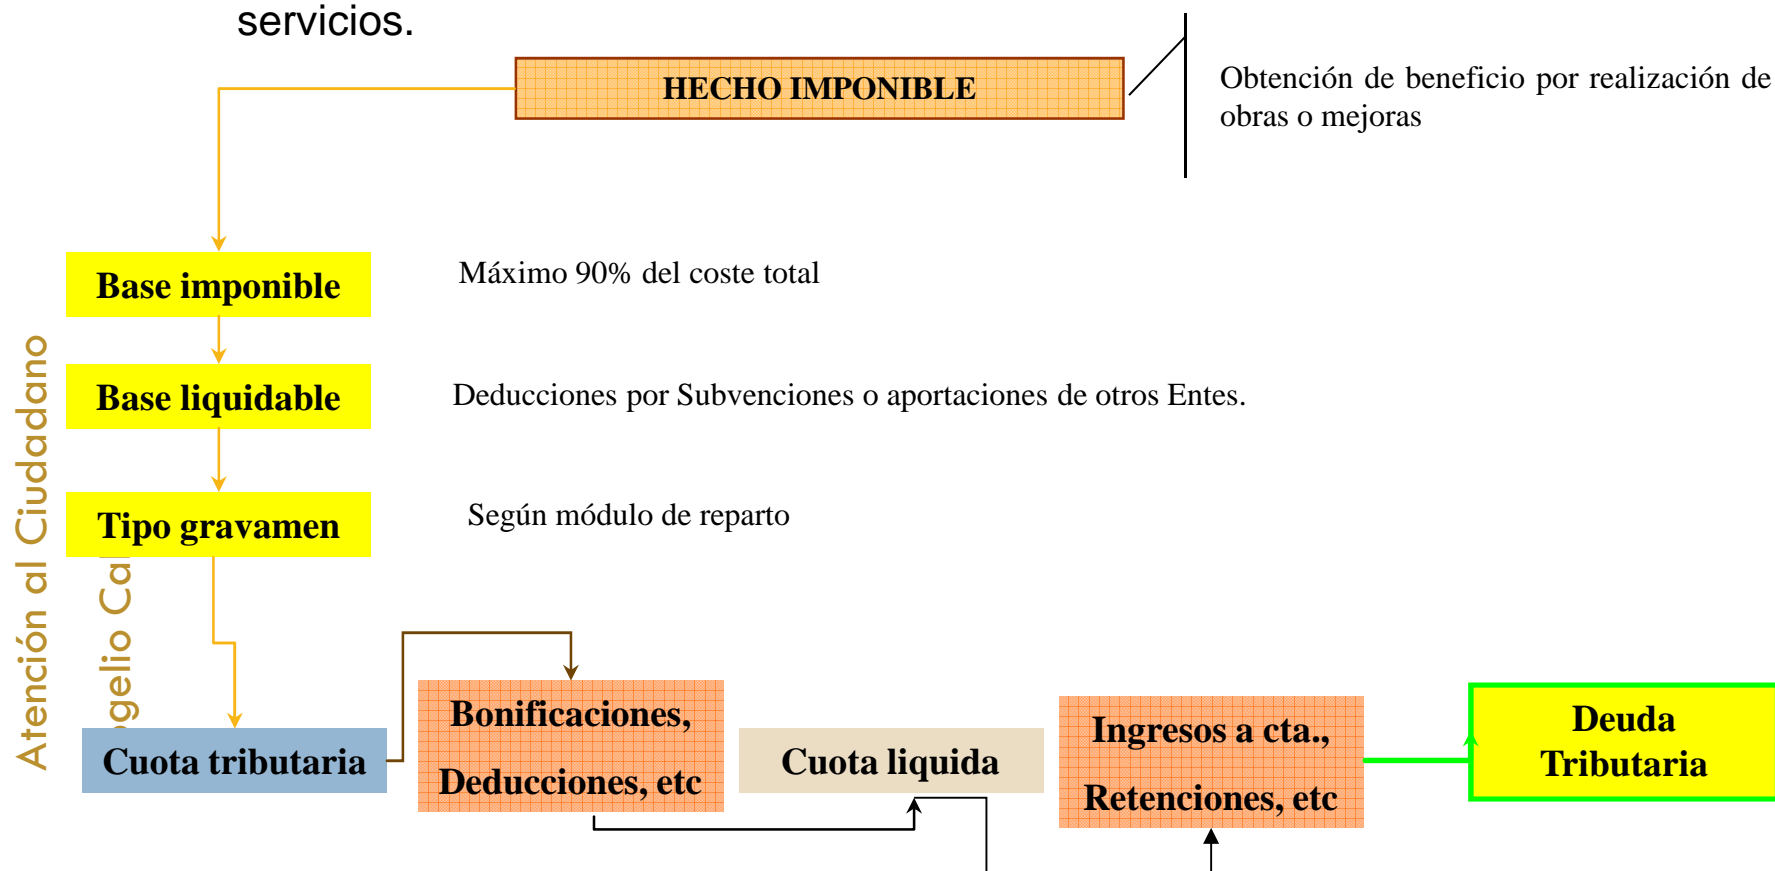 servicios.
HECHO IMPONIBLE
Obtención de beneficio por realización de
obras o mejoras
Base imponible
Máximo 90% del coste total
Base liquidable
Deducciones por Subvenciones o aportaciones de otros Entes.
Tipo gravamen
Según módulo de reparto
Atención al Ciudadano
Cuota tributaria
Bonificaciones,
Deducciones, etc
Cuota liquida
Ingresos a cta.,
Retenciones, etc
Deuda
Tributaria